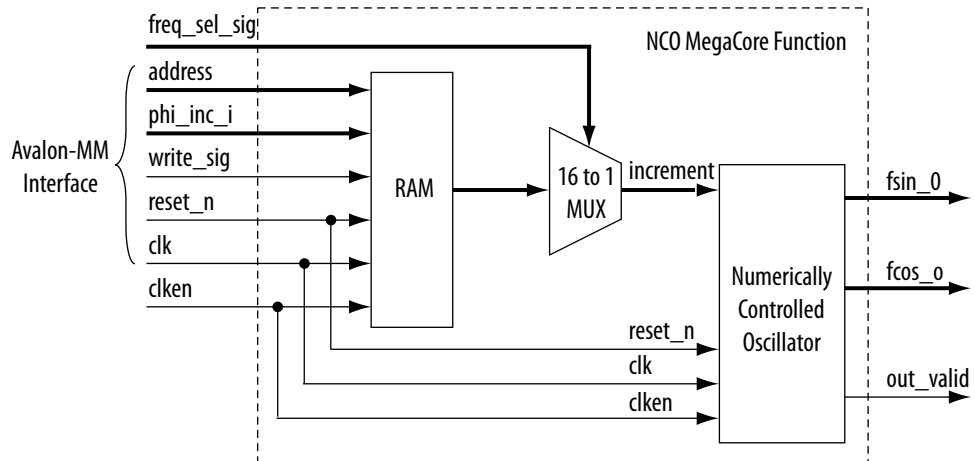 freq_sel_sig
NCO MegaCore Function
address
phi_inc_i
Avalon-MM
Interface
write_sig
reset_n
clk
clken
RAM
16 to 1
MUX
increment
Numerically
Controlled
Oscillator
reset_n
clk
clken
fsin_0
fcos_o
out_valid